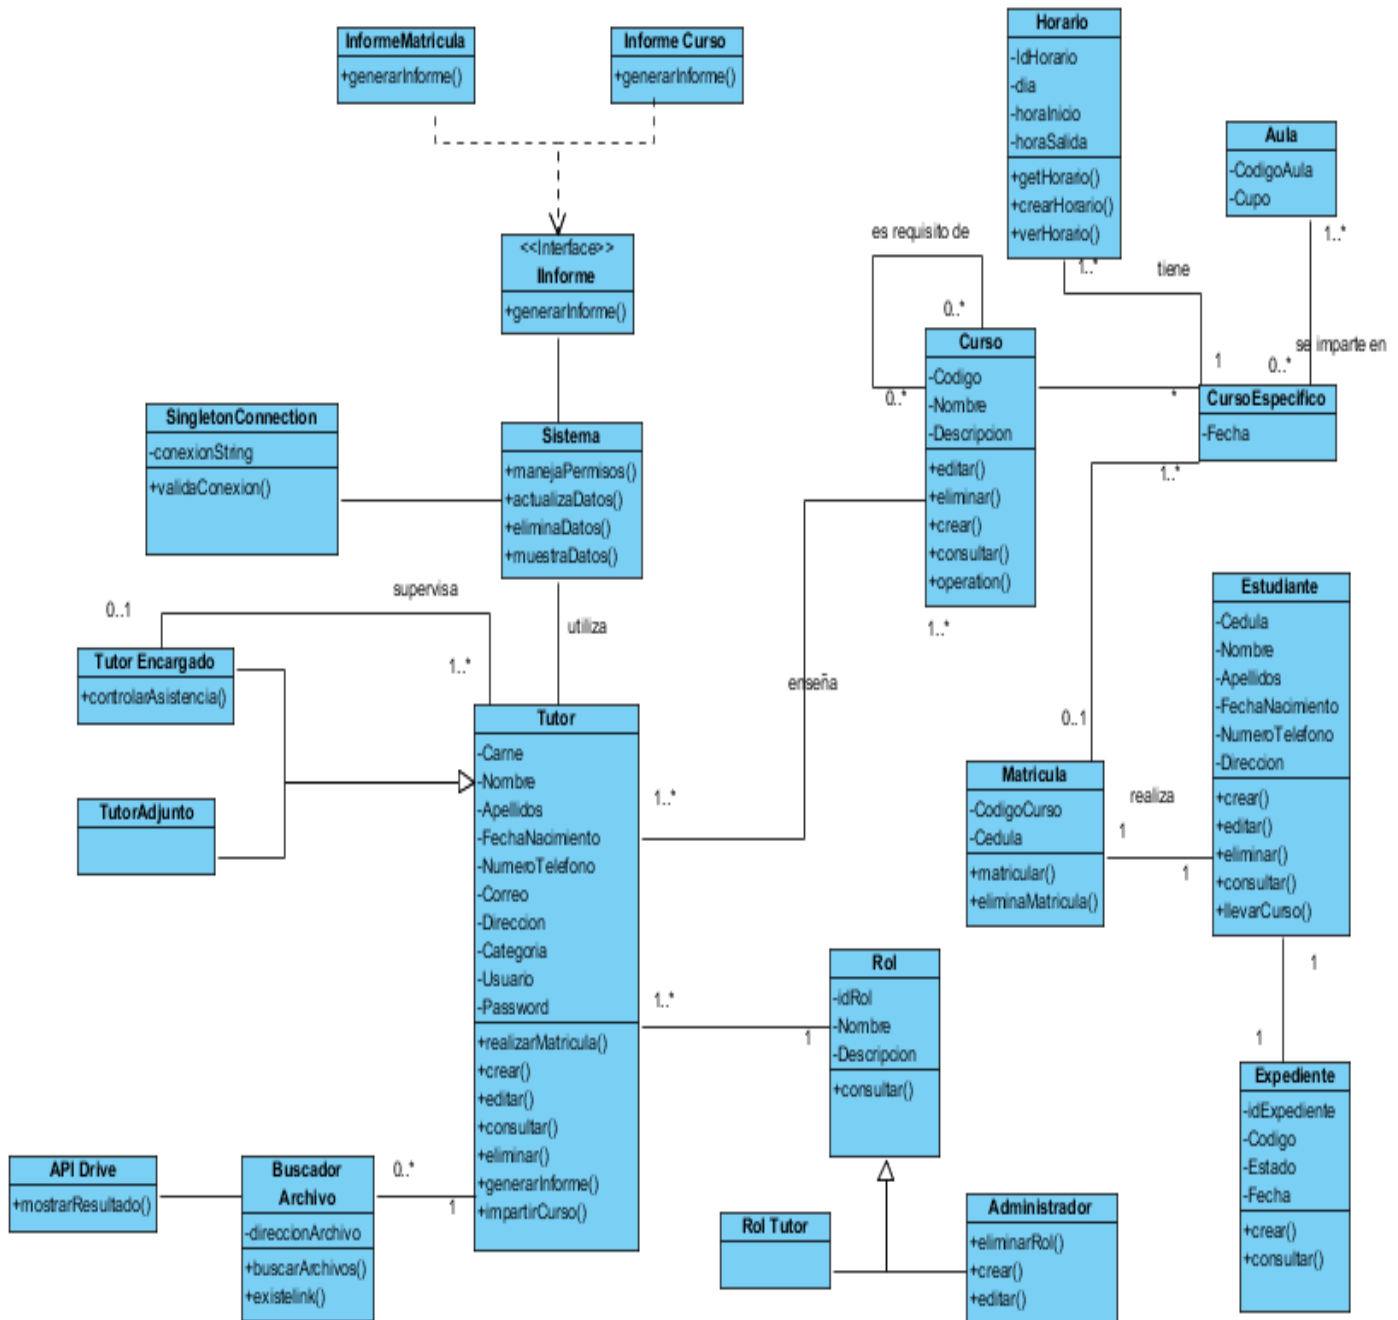 InformeMatricula
+generarInforme()
Informe Curso
+generarInforme()
Horario
-IdHorario
-dia
-horaInicio
-horaSalida
+getHorario()
+crearHorario()
+verHorario()
1..*
tiene
1
Aula
-CodigoAula
-Cupo
1..*
se imparte en
0..*
<<Interface>>
IInforme
+generarInforme()
es requisito de
0..*
0..*
Curso
-Codigo
-Nombre
-Descripcion
+editar()
+eliminar()
+crear()
+consultar()
+operation()
1..*
*
CursoEspecifico
-Fecha
1..*
SingletonConnection
-conexionString
+validaConexion()
Sistema
+manejaPermisos()
+actualizaDatos()
+eliminaDatos()
+muestraDatos()
supervisa
0..1
1..*
utiliza
enseña
1..*
Tutor Encargado
+controlarAsistencia()
TutorAdjunto
Tutor
-Carne
-Nombre
-Apellidos
-FechaNacimiento
-NumeroTelefono
-Correo
-Direccion
-Categoria
-Usuario
-Password
+realizarMatricula()
+crear()
+editar()
+consultar()
+eliminar()
+generarInforme()
+impartirCurso()
0..1
Matricula
-CodigoCurso
-Cedula
+matricular()
+eliminaMatricula()
realiza
1
1
Estudiante
-Cedula
-Nombre
-Apellidos
-FechaNacimiento
-NumeroTelefono
-Direccion
+crear()
+editar()
+eliminar()
+consultar()
+llevarCurso()
1
1
Expediente
-idExpediente
-Codigo
-Estado
-Fecha
+crear()
+consultar()
1..*
1
Rol
-idRol
-Nombre
-Descripcion
+consultar()
Rol Tutor
Administrador
+eliminarRol()
+crear()
+editar()
API Drive
+mostrarResultado()
Buscador
Archivo
-direccionArchivo
+buscarArchivos()
+existelink()
0..*
1